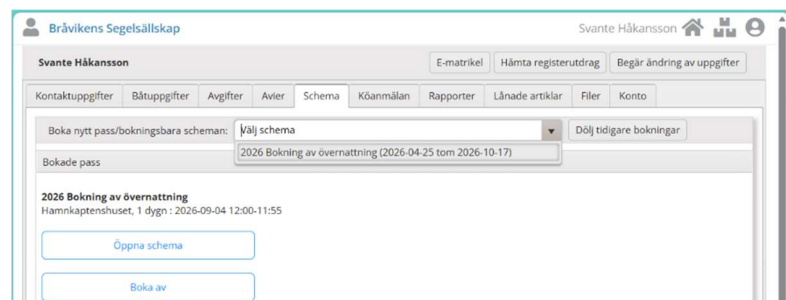 Bråvikens Segelsällskap
Svante Håkansson
Svante Håkansson
E-matrikel
Hämta registerutdrag
Begär ändring av uppgifter
Kontaktuppgifter
Båtuppgifter
Avgifter
Avier
Schema
Köanmälan
Rapporter
Lånade artiklar
Filer
Konto
Boka nytt pass/bokningsbara scheman:
Välj schema
Dölj tidigare bokningar
2026 Bokning av övernattning (2026-04-25 tom 2026-10-17)
Bokade pass
2026 Bokning av övernattning
Hamnkaptenshuset, 1 dygn : 2026-09-04 12:00-11:55
Öppna schema
Boka av